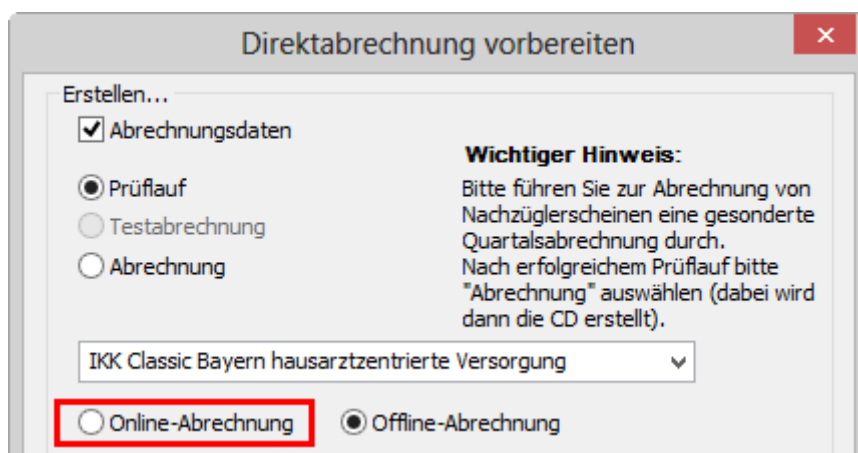 Direktabrechnung vorbereiten
Erstellen...
Abrechnungsdaten
Prüflauf
Testabrechnung
Abrechnung
Wichtiger Hinweis:
Bitte führen Sie zur Abrechnung von
Nachzüglerscheinen eine gesonderte
Quartalsabrechnung durch.
Nach erfolgreichem Prüflauf bitte
"Abrechnung" auswählen (dabei wird
dann die CD erstellt).
IKK Classic Bayern hausarztzentrierte Versorgung
Online-Abrechnung
Offline-Abrechnung